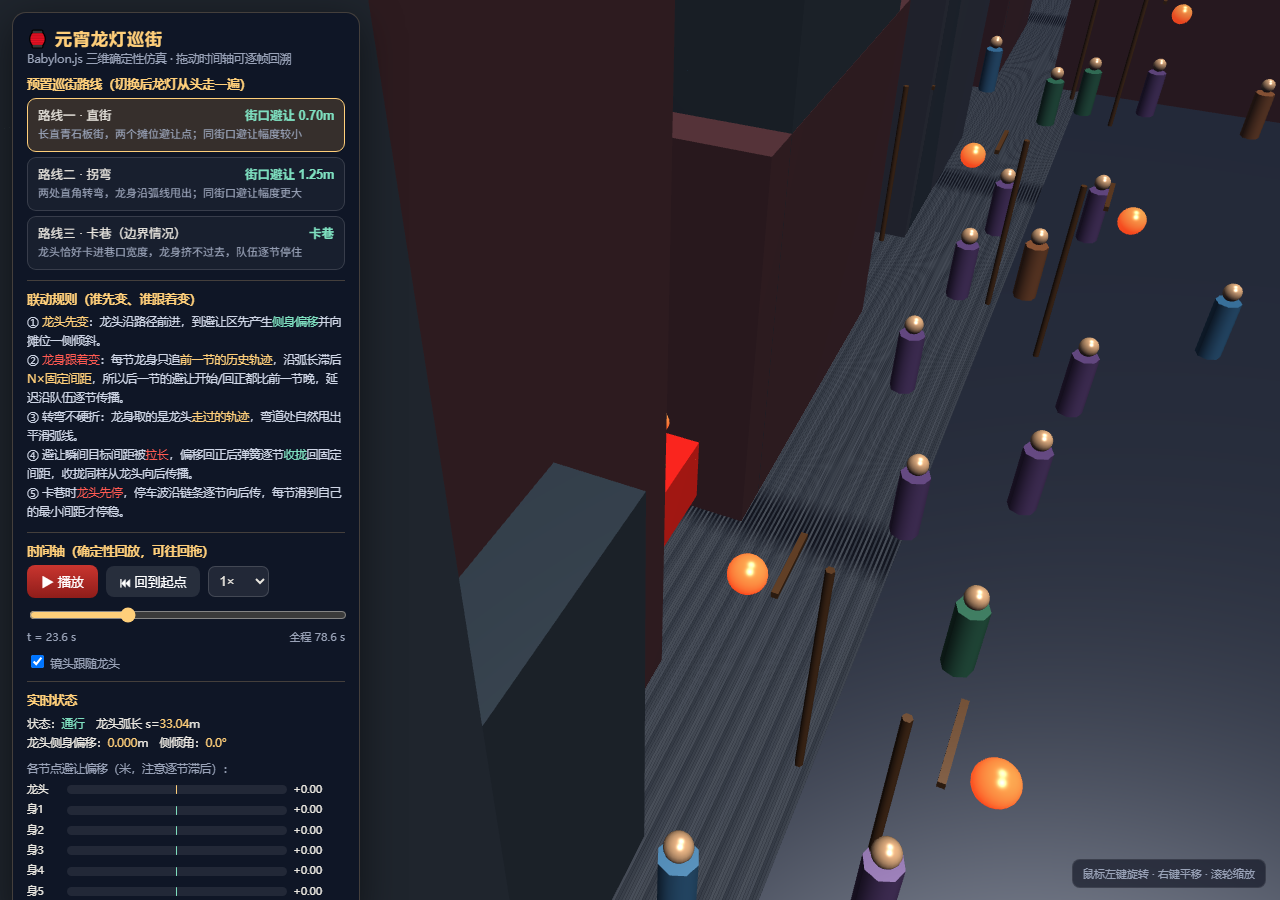 元宵龙灯巡街
Babylon.js 三维确定性仿真 · 拖动时间轴可逐帧回溯
预置巡街路线（切换后龙灯从头走一遍）
路线一 · 直街 街口避让 0.70m
长直青石板街，两个摊位避让点；同街口避让幅度较小
路线二 · 拐弯 街口避让 1.25m
两处直角转弯，龙身沿弧线甩出；同街口避让幅度更大
路线三 · 卡巷（边界情况） 卡巷
龙头恰好卡进巷口宽度，龙身挤不过去，队伍逐节停住
联动规则（谁先变、谁跟着变）
① 龙头先变：龙头沿路径前进，到避让区先产生侧身偏移并向
摊位一侧倾斜。
② 龙身跟着变：每节龙身只追前一节的历史轨迹，沿弧长滞后
N×固定间距，所以后一节的避让开始/回正都比前一节晚，延
迟沿队伍逐节传播。
③ 转弯不硬折：龙身取的是龙头走过的轨迹，弯道处自然甩出
平滑弧线。
④ 避让瞬间目标间距被拉长，偏移回正后弹簧逐节收拢回固定
间距，收拢同样从龙头向后传播。
⑤ 卡巷时龙头先停，停车波沿链条逐节向后传，每节滑到自己
的最小间距才停稳。
时间轴（确定性回放，可往回拖）
▶ 播放 ⏮ 回到起点 1×
t = 23.6 s 全程 78.6 s
镜头跟随龙头
实时状态
状态：通行 龙头弧长 s=33.04m
龙头侧身偏移：0.000m 侧倾角：0.0°
各节点避让偏移（米，注意逐节滞后）：
龙头 +0.00
身1 +0.00
身2 +0.00
身3 +0.00
身4 +0.00
身5 +0.00
鼠标左键旋转 · 右键平移 · 滚轮缩放